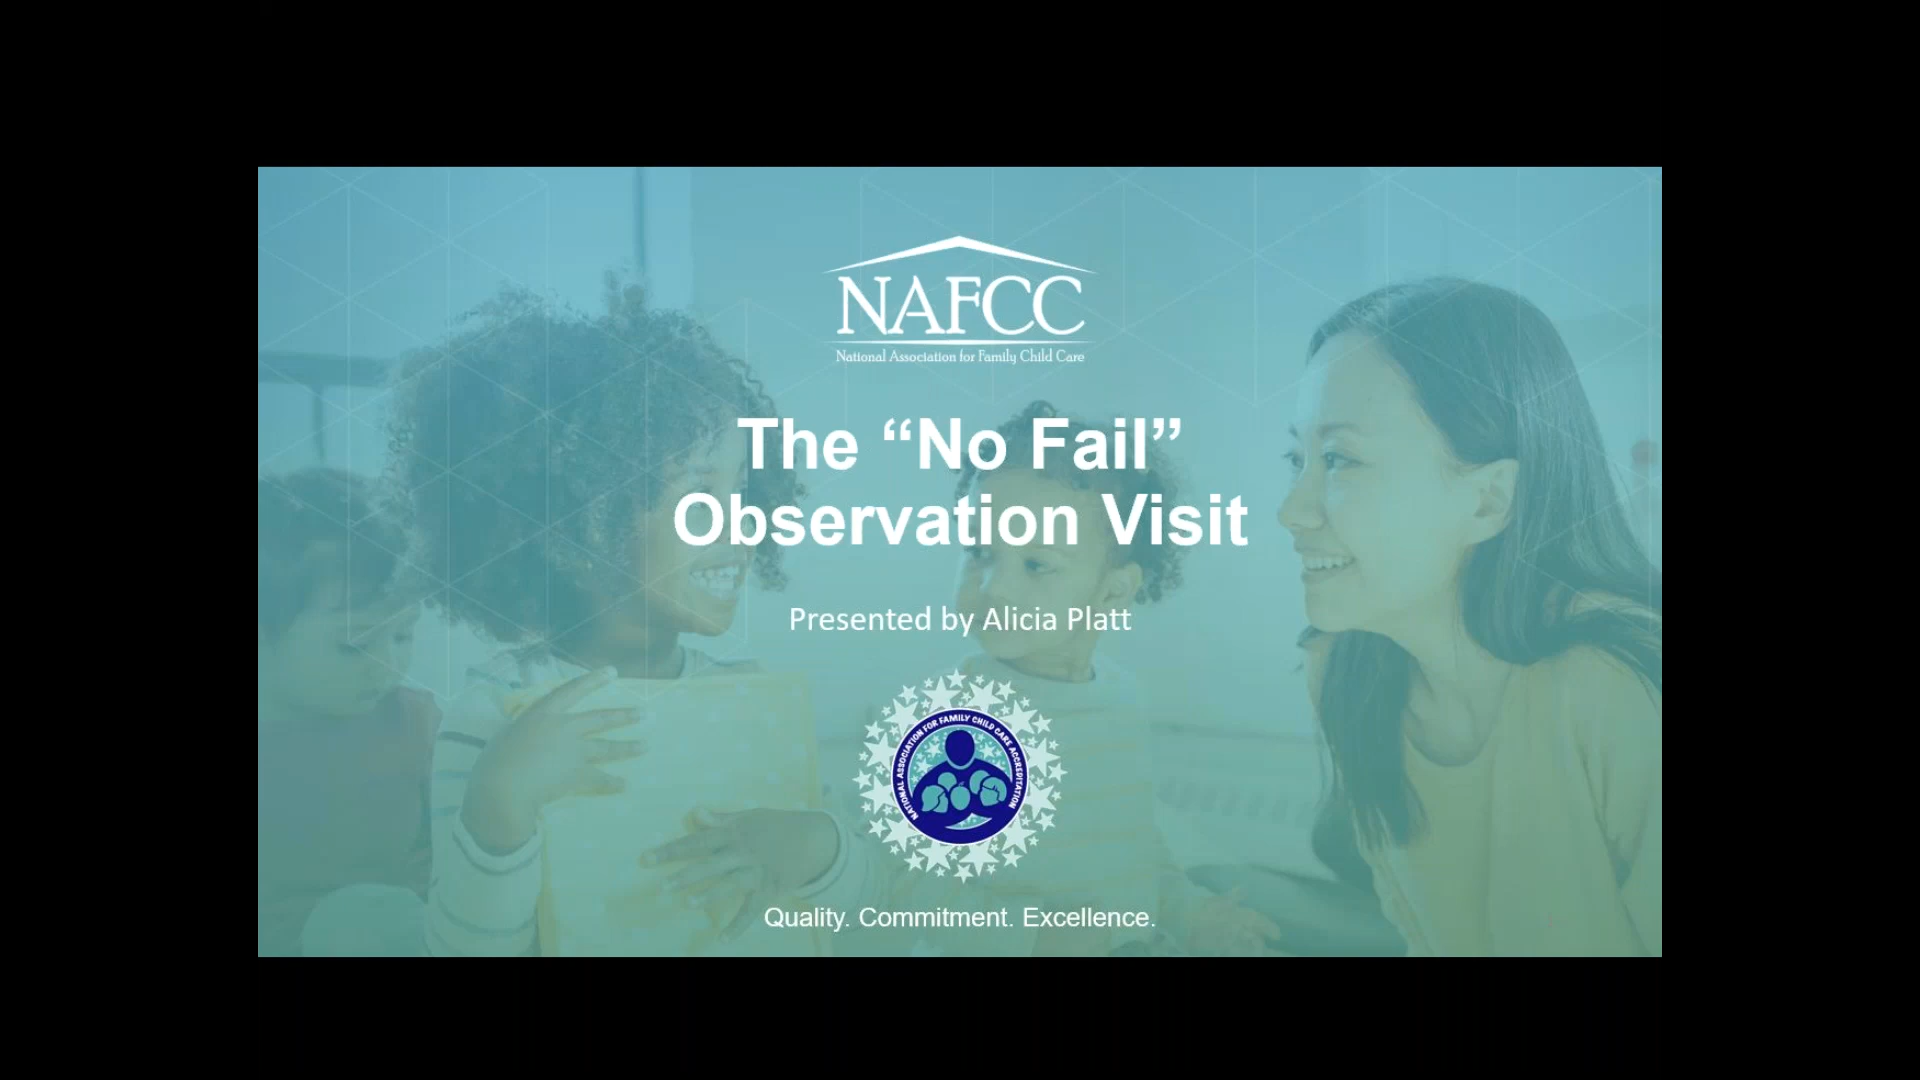 NAFCC
National Association for Family Child Care
The “No Fail”
Observation Visit
Presented by Alicia Platt
NATIONAL ASSOCIATION FOR FAMILY CHILD CARE ACCREDITATION
Quality. Commitment. Excellence.